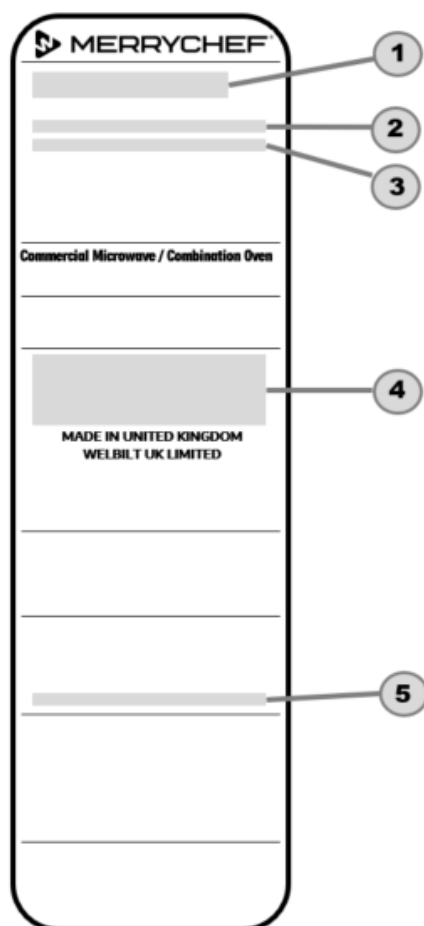 MERRYCHEF
1
2
3
Commercial Microwave / Combination Oven
4
MADE IN UNITED KINGDOM
WELBILT UK LIMITED
5